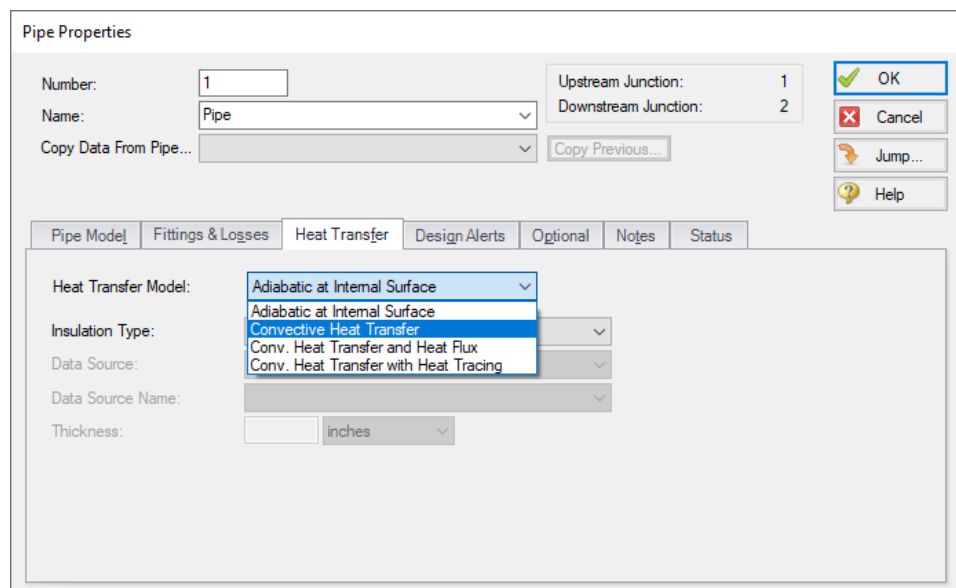 Pipe Properties
Number: 1
Name: Pipe
Copy Data From Pipe... Copy Previous...
Upstream Junction: 1
Downstream Junction: 2
OK
Cancel
Jump...
Help
Pipe Model Fittings & Losses Heat Transfer Design Alerts Optional Notes Status
Heat Transfer Model: Adiabatic at Internal Surface
Adiabatic at Internal Surface
Convective Heat Transfer
Conv. Heat Transfer and Heat Flux
Conv. Heat Transfer with Heat Tracing
Insulation Type:
Data Source:
Data Source Name:
Thickness: inches